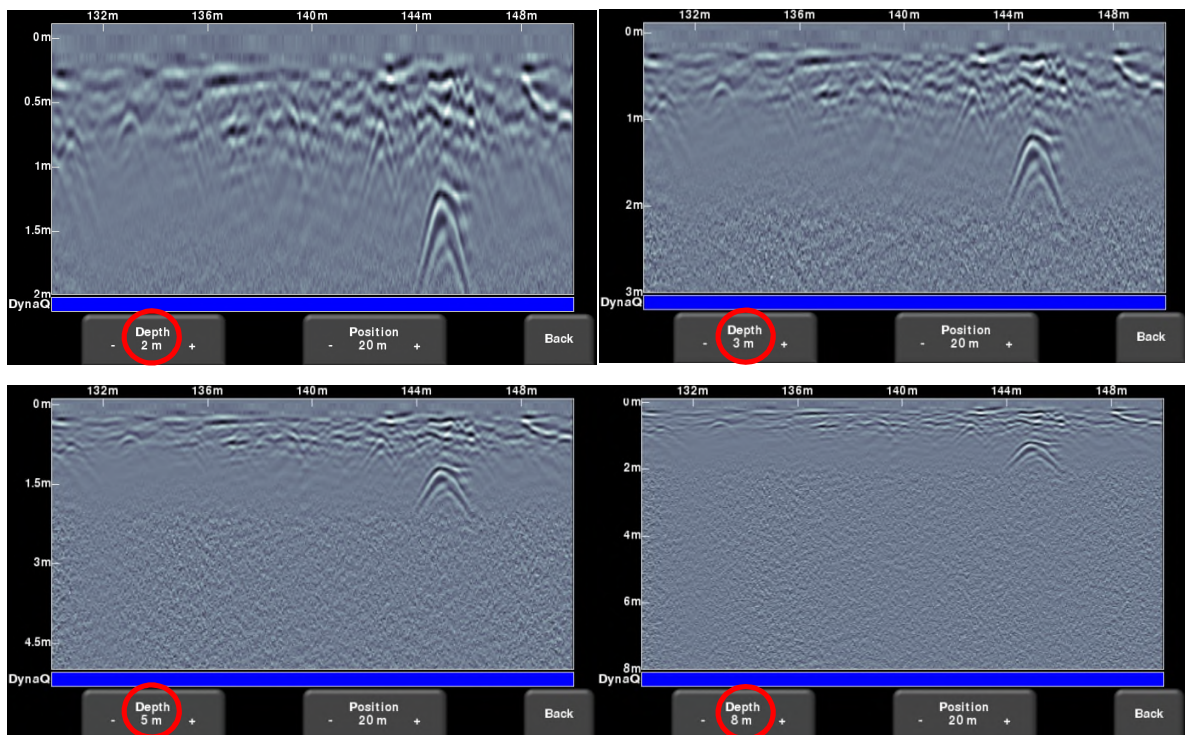 132m 136m 140m 144m 148m
0m
0.5m
1m
1.5m
2m
DynaQ
Depth Position Back
- 2 m + - 20 m +
132m 136m 140m 144m 148m
0m
1m
2m
3m
DynaQ
Depth Position Back
- 3 m + - 20 m +
132m 136m 140m 144m 148m
0m
1.5m
3m
4.5m
DynaQ
Depth Position Back
- 5 m + - 20 m +
132m 136m 140m 144m 148m
0m
2m
4m
6m
8m
DynaQ
Depth Position Back
- 8 m + - 20 m +